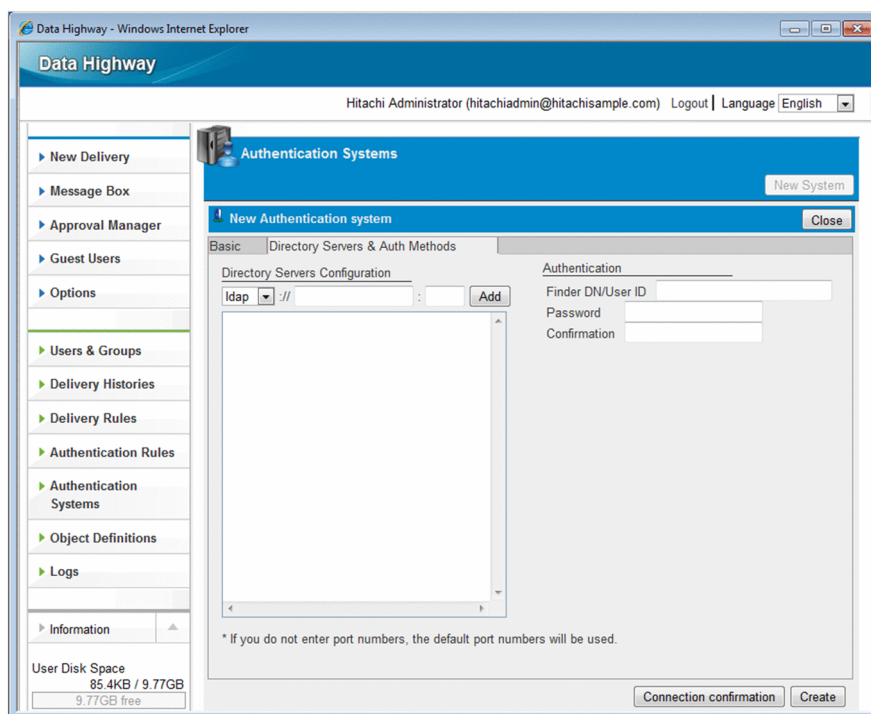 Data Highway - Windows Internet Explorer
Data Highway
Hitachi Administrator (hitachiadmin@hitachisample.com) Logout | Language English
New Delivery
Message Box
Approval Manager
Guest Users
Options
Users & Groups
Delivery Histories
Delivery Rules
Authentication Rules
Authentication
Systems
Object Definitions
Logs
Information
User Disk Space
85.4KB / 9.77GB
9.77GB free
Authentication Systems
New System
New Authentication system
Close
Basic Directory Servers & Auth Methods
Directory Servers Configuration
ldap :// : Add
Authentication
Finder DN/User ID
Password
Confirmation
* If you do not enter port numbers, the default port numbers will be used.
Connection confirmation Create